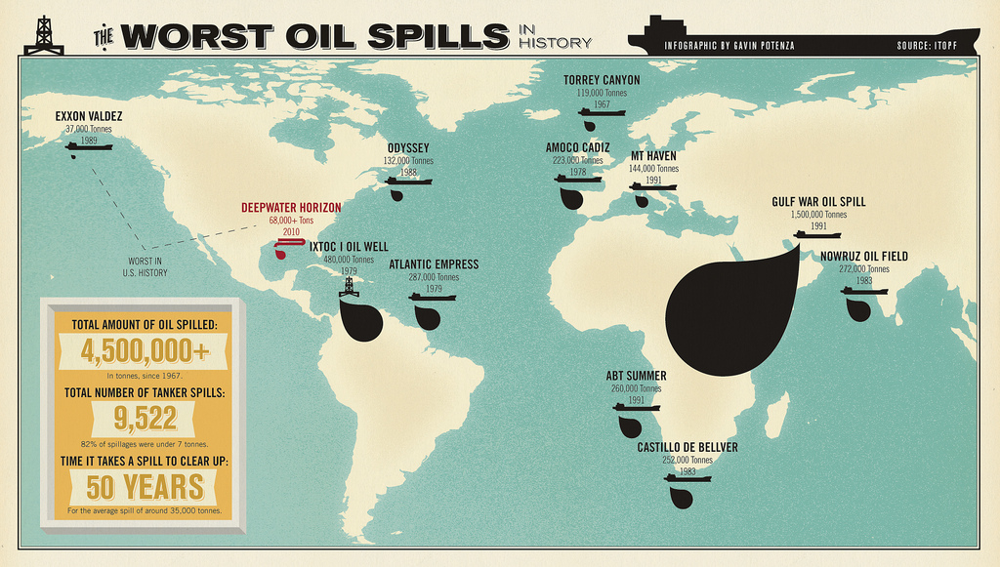 THE WORST OIL SPILLS IN HISTORY
INFOGRAPHIC BY GAVIN POTENZA
SOURCE: ITOPF
EXXON VALDEZ
37,000 Tonnes
1989
TORREY CANYON
119,000 Tonnes
1967
ODYSSEY
132,000 Tonnes
1988
AMOCO CADIZ
223,000 Tonnes
1978
MT HAVEN
144,000 Tonnes
1991
DEEPWATER HORIZON
68,000+ Tons
2010
GULF WAR OIL SPILL
1,500,000 Tonnes
1991
WORST IN
U.S. HISTORY
IXTOC I OIL WELL
480,000 Tonnes
1979
ATLANTIC EMPRESS
287,000 Tonnes
1979
NOWRUZ OIL FIELD
272,000 Tonnes
1983
ABT SUMMER
260,000 Tonnes
1991
CASTILLO DE BELLVER
252,000 Tonnes
1983
TOTAL AMOUNT OF OIL SPILLED:
4,500,000+
In tonnes, since 1967.
TOTAL NUMBER OF TANKER SPILLS:
9,522
82% of spillages were under 7 tonnes.
TIME IT TAKES A SPILL TO CLEAR UP:
50 YEARS
For the average spill of around 35,000 tonnes.